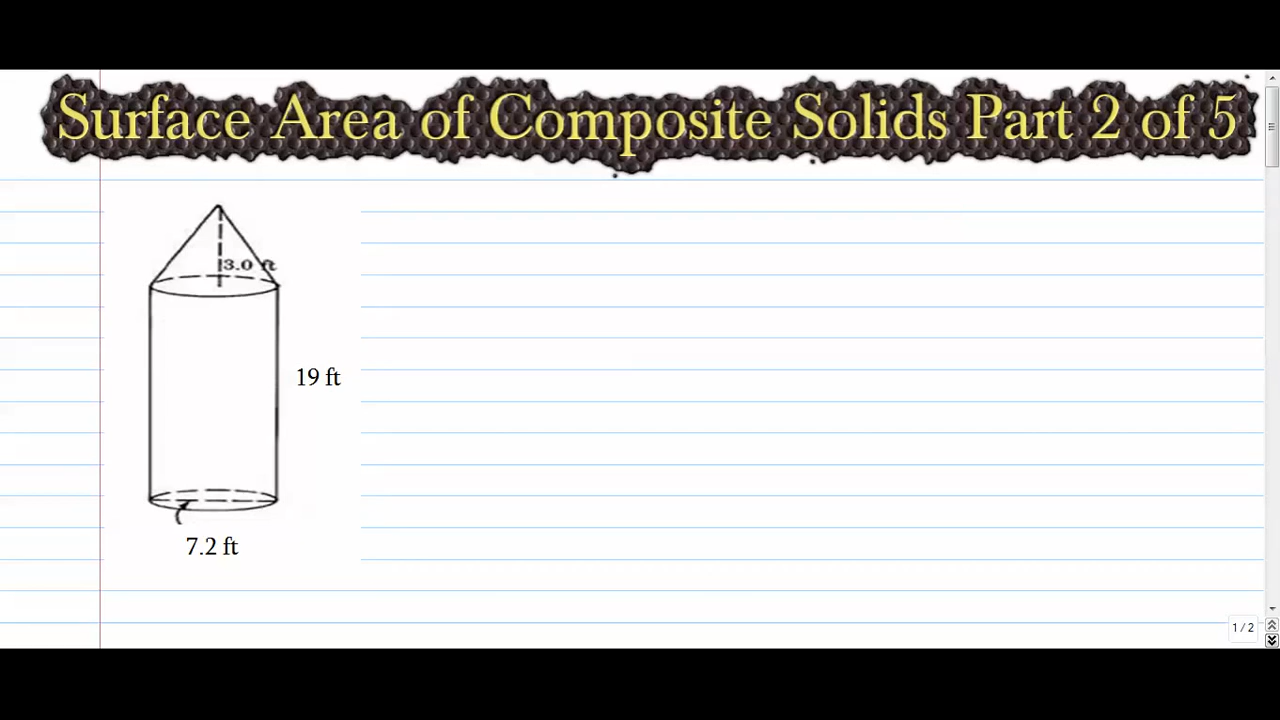 Surface Area of Composite Solids Part 2 of 5
3.0 ft
19 ft
7.2 ft
1 / 2